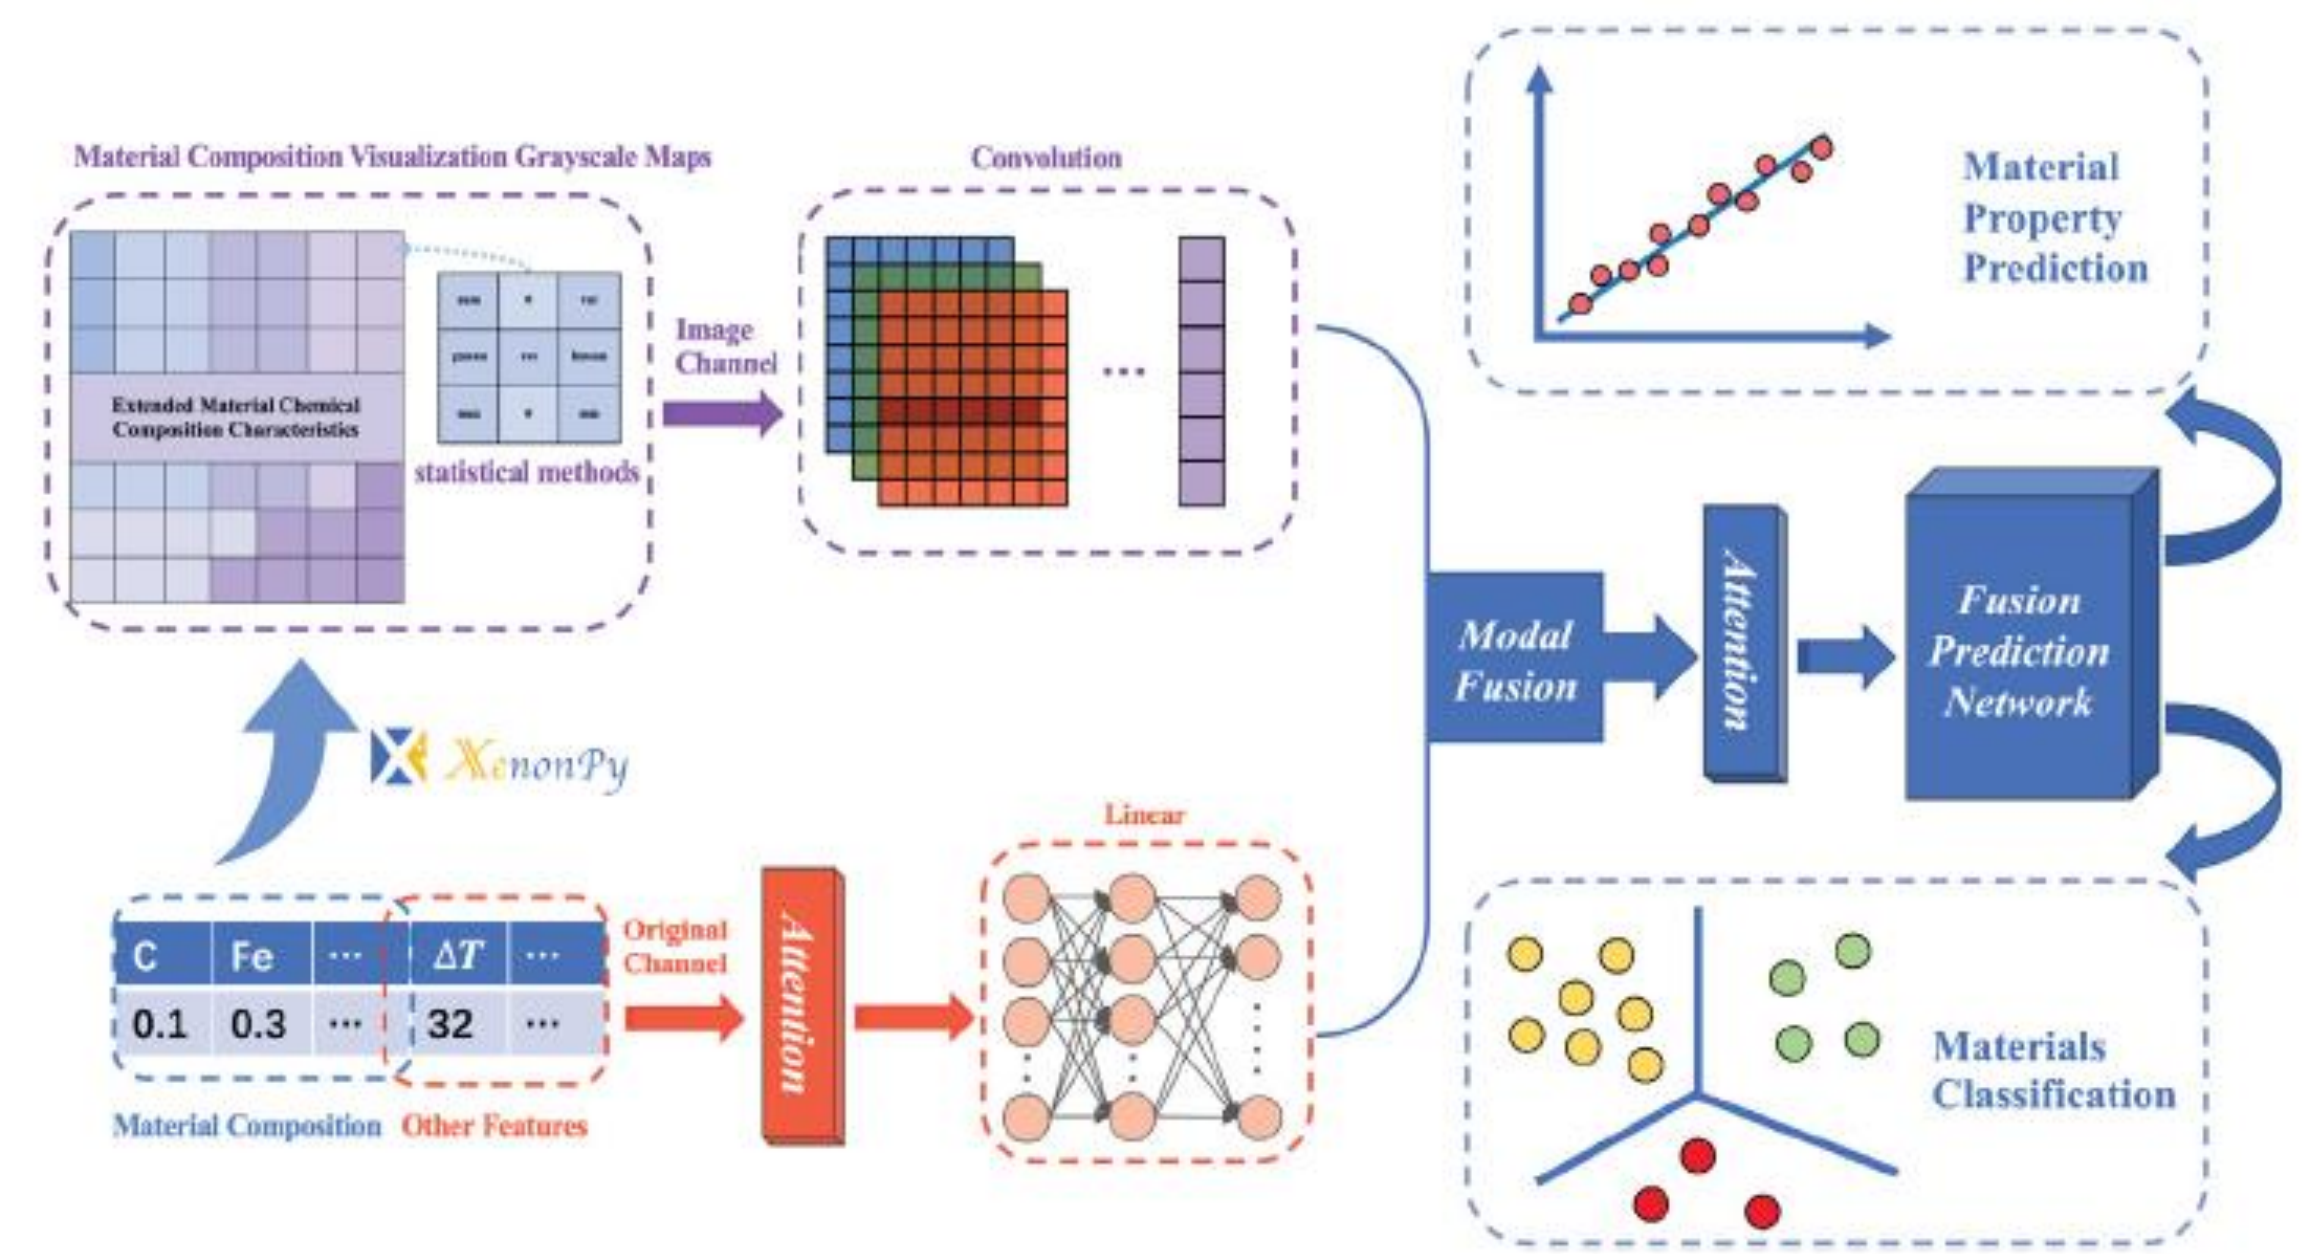 Material Composition Visualization Grayscale Maps
Extended Material Chemical
Composition Characteristics
statistical methods
Image
Channel
Convolution
...
XenonPy
C Fe ... ΔT ...
0.1 0.3 ... 32 ...
Material Composition Other Features
Original
Channel
Attention
Linear
Modal
Fusion
Attention
Fusion
Prediction
Network
Material
Property
Prediction
Materials
Classification